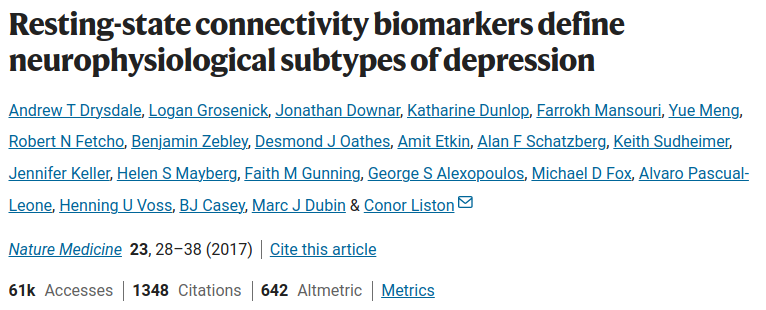 Resting-state connectivity biomarkers define
neurophysiological subtypes of depression
Andrew T Drysdale, Logan Grosenick, Jonathan Downar, Katharine Dunlop, Farrokh Mansouri, Yue Meng,
Robert N Fetcho, Benjamin Zebley, Desmond J Oathes, Amit Etkin, Alan F Schatzberg, Keith Sudheimer,
Jennifer Keller, Helen S Mayberg, Faith M Gunning, George S Alexopoulos, Michael D Fox, Alvaro Pascual-
Leone, Henning U Voss, BJ Casey, Marc J Dubin & Conor Liston
Nature Medicine 23, 28–38 (2017) | Cite this article
61k Accesses | 1348 Citations | 642 Altmetric | Metrics